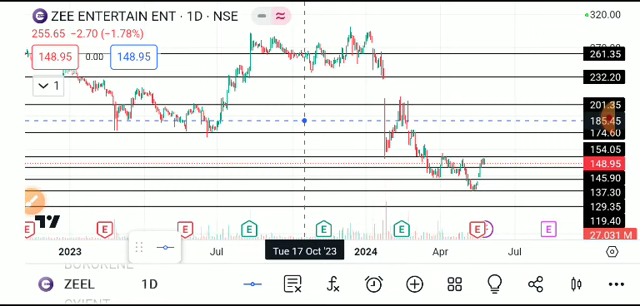 ZEE ENTERTAIN ENT · 1D · NSE
320.00
255.65 −2.70 (−1.78%)
148.95 0.00 148.95
261.35
1
232.20
201.35
185.45
174.60
154.05
148.95
145.90
137.30
129.35
119.40
E E E E E E E E
27.031 M
2023 Jul Tue 17 Oct '23 2024 Apr Jul
ZEEL 1D